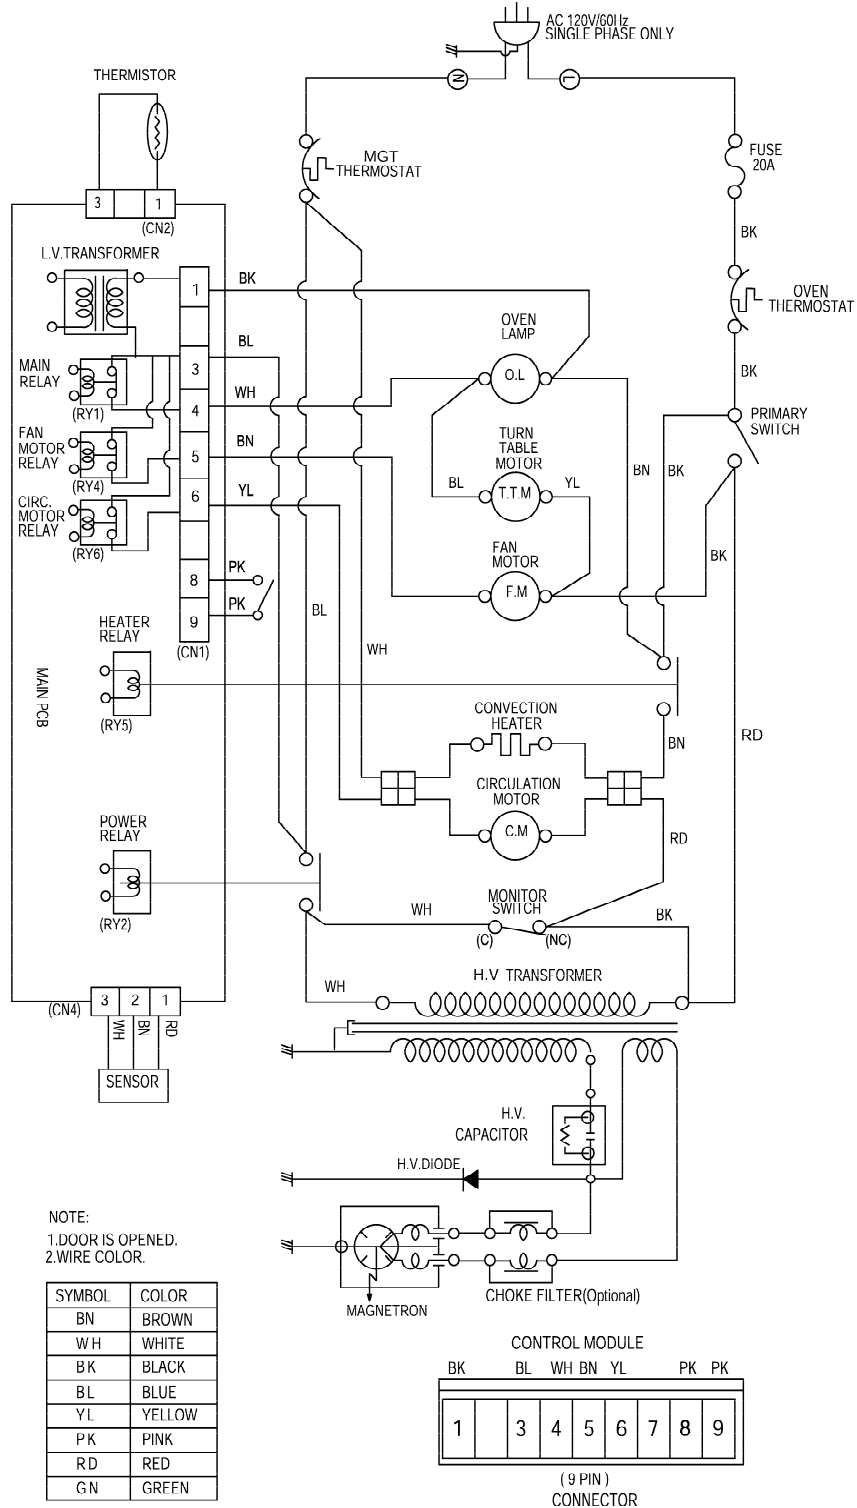 AC 120V/60Hz
SINGLE PHASE ONLY
N
L
THERMISTOR
MGT
THERMOSTAT
FUSE
20A
3 1
(CN2)
BK
L.V.TRANSFORMER
1
BK
OVEN
THERMOSTAT
OVEN
LAMP
BL
MAIN
RELAY
3
O.L
BK
(RY1)
4
WH
PRIMARY
SWITCH
FAN
MOTOR
RELAY
5
BN
TURN
TABLE
MOTOR
BN
BK
(RY4)
6
YL
BL
T.T.M
YL
CIRC.
MOTOR
RELAY
(RY6)
FAN
MOTOR
BK
8
PK
F.M
9
PK
BL
HEATER
RELAY
(CN1)
WH
MAIN PCB
(RY5)
CONVECTION
HEATER
BN
RD
CIRCULATION
MOTOR
C.M
POWER
RELAY
RD
(RY2)
WH
MONITOR
SWITCH
BK
(C)
(NC)
H.V TRANSFORMER
WH
(CN4)
3 2 1
WH
BN
RD
SENSOR
H.V.
CAPACITOR
H.V.DIODE
MAGNETRON
CHOKE FILTER(Optional)
NOTE:
1.DOOR IS OPENED.
2.WIRE COLOR.
SYMBOL COLOR
BN BROWN
WH WHITE
BK BLACK
BL BLUE
YL YELLOW
PK PINK
RD RED
GN GREEN
CONTROL MODULE
BK BL WH BN YL PK PK
1 3 4 5 6 7 8 9
( 9 PIN )
CONNECTOR